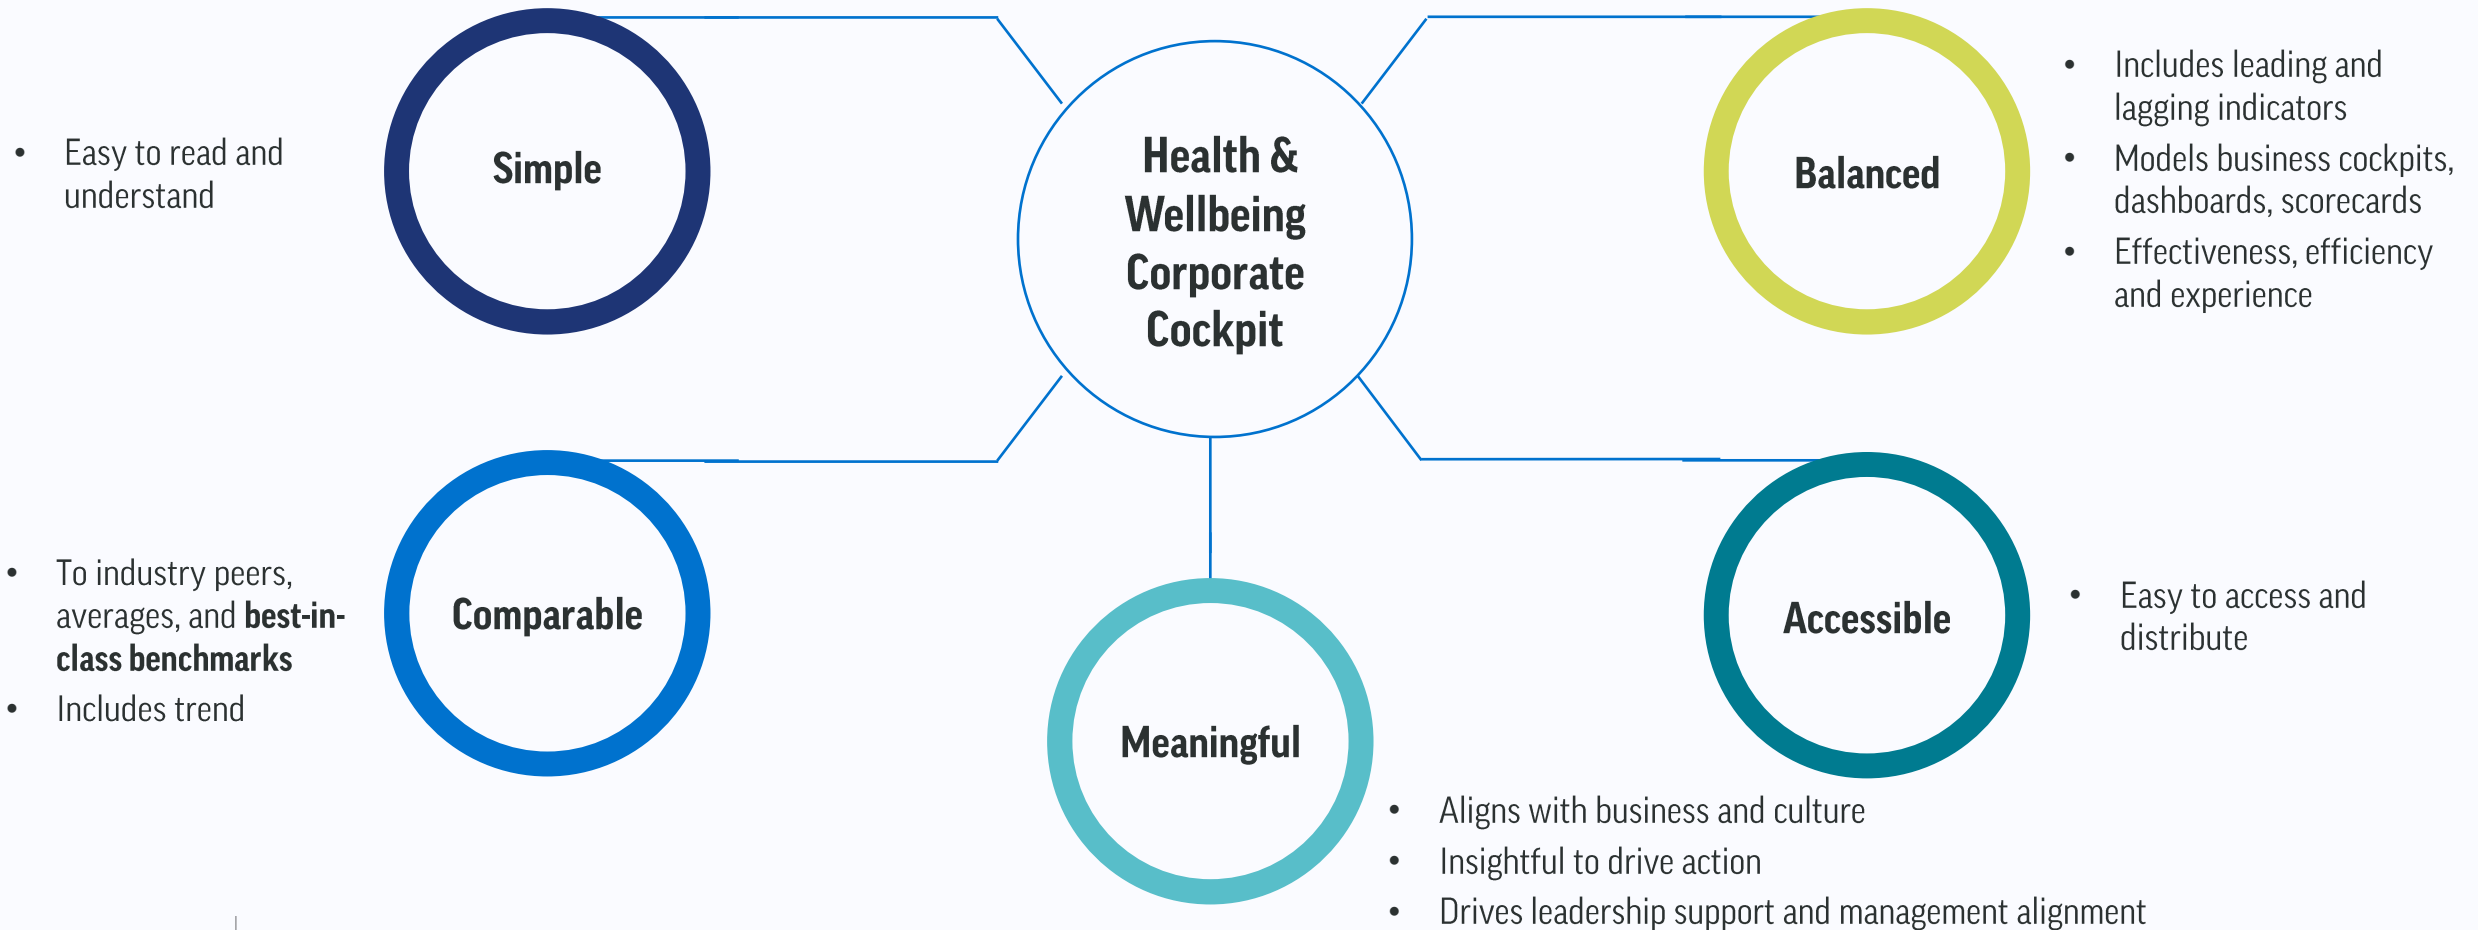 Health &
Wellbeing
Corporate
Cockpit
Simple
• Easy to read and
understand
Balanced
• Includes leading and
lagging indicators
• Models business cockpits,
dashboards, scorecards
• Effectiveness, efficiency
and experience
Comparable
• To industry peers,
averages, and best-in-
class benchmarks
• Includes trend
Meaningful
• Aligns with business and culture
• Insightful to drive action
• Drives leadership support and management alignment
Accessible
• Easy to access and
distribute